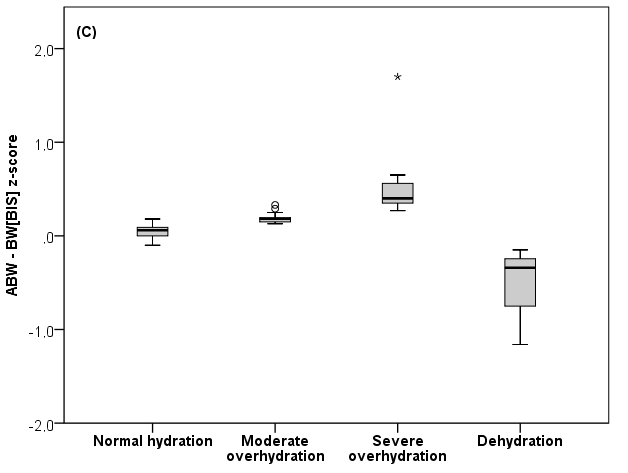 (C)
2,0
1,0
,0
-1,0
-2,0
ABW - BW[BIS] z-score
Normal hydration
Moderate
overhydration
Severe
overhydration
Dehydration